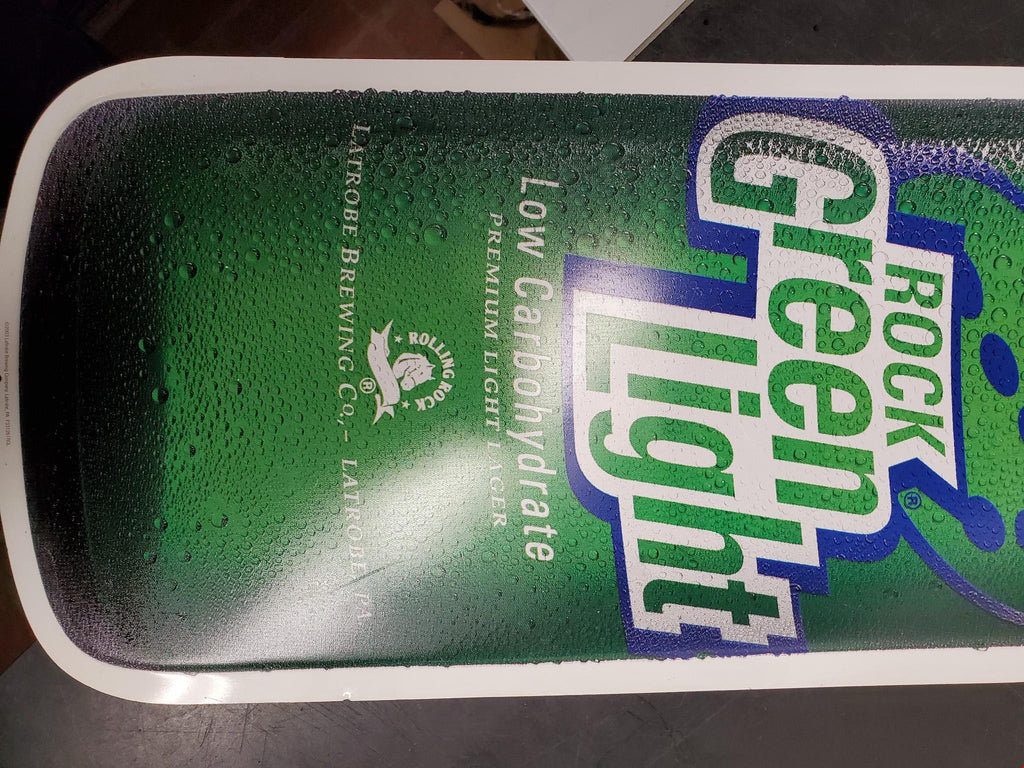 ROCK
®
Green
Light
Low Carbohydrate
PREMIUM LIGHT LAGER
ROLLING ROCK
®
LATROBE BREWING CO,– LATROBE, PA